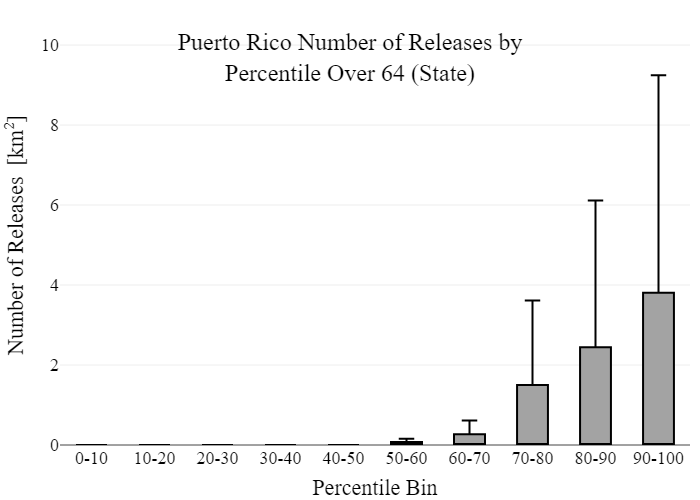 Puerto Rico Number of Releases by
Percentile Over 64 (State)
Number of Releases [km²]
10
8
6
4
2
0
0-10 10-20 20-30 30-40 40-50 50-60 60-70 70-80 80-90 90-100
Percentile Bin